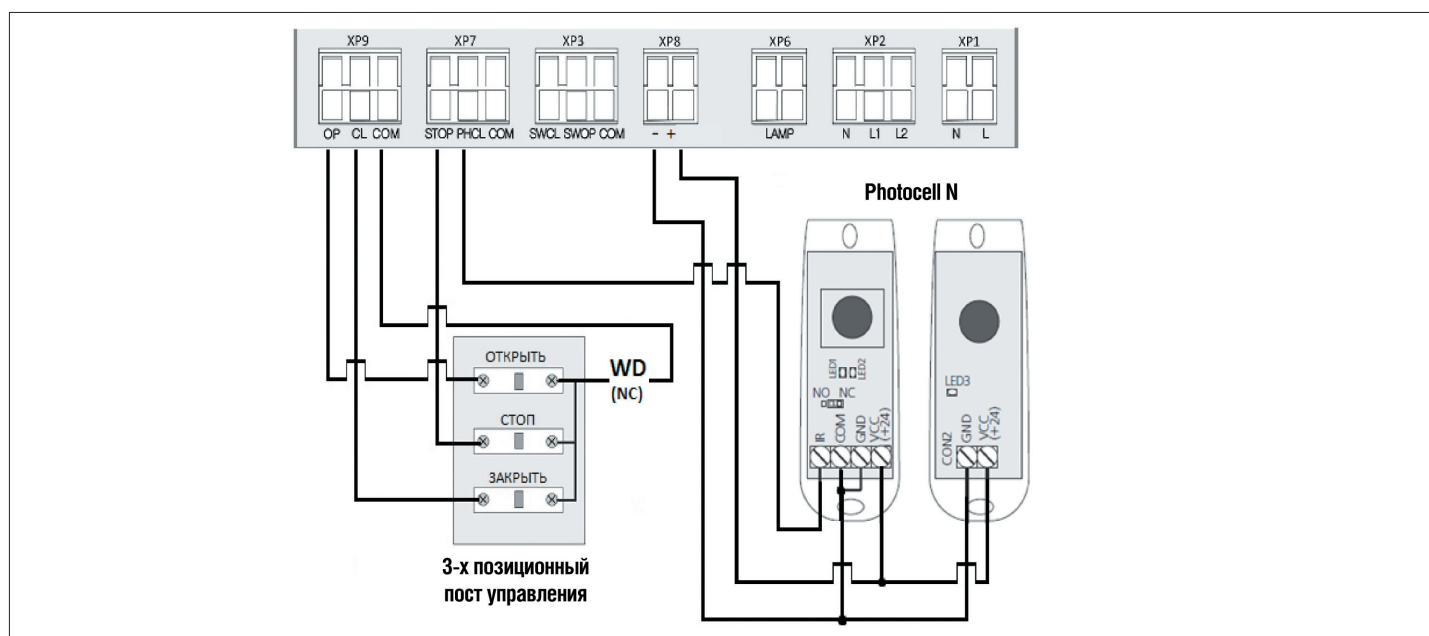 XP9 XP7 XP3 XP8 XP6 XP2 XP1
OP CL COM STOP PHCL COM SWCL SWOP COM - + LAMP N L1 L2 N L
Photocell N
ОТКРЫТЬ
WD
(NC)
СТОП
ЗАКРЫТЬ
3-х позиционный
пост управления
LED1 LED2
NO NC
IR COM GND VCC (+24)
LED3
CON2 GND VCC (+24)